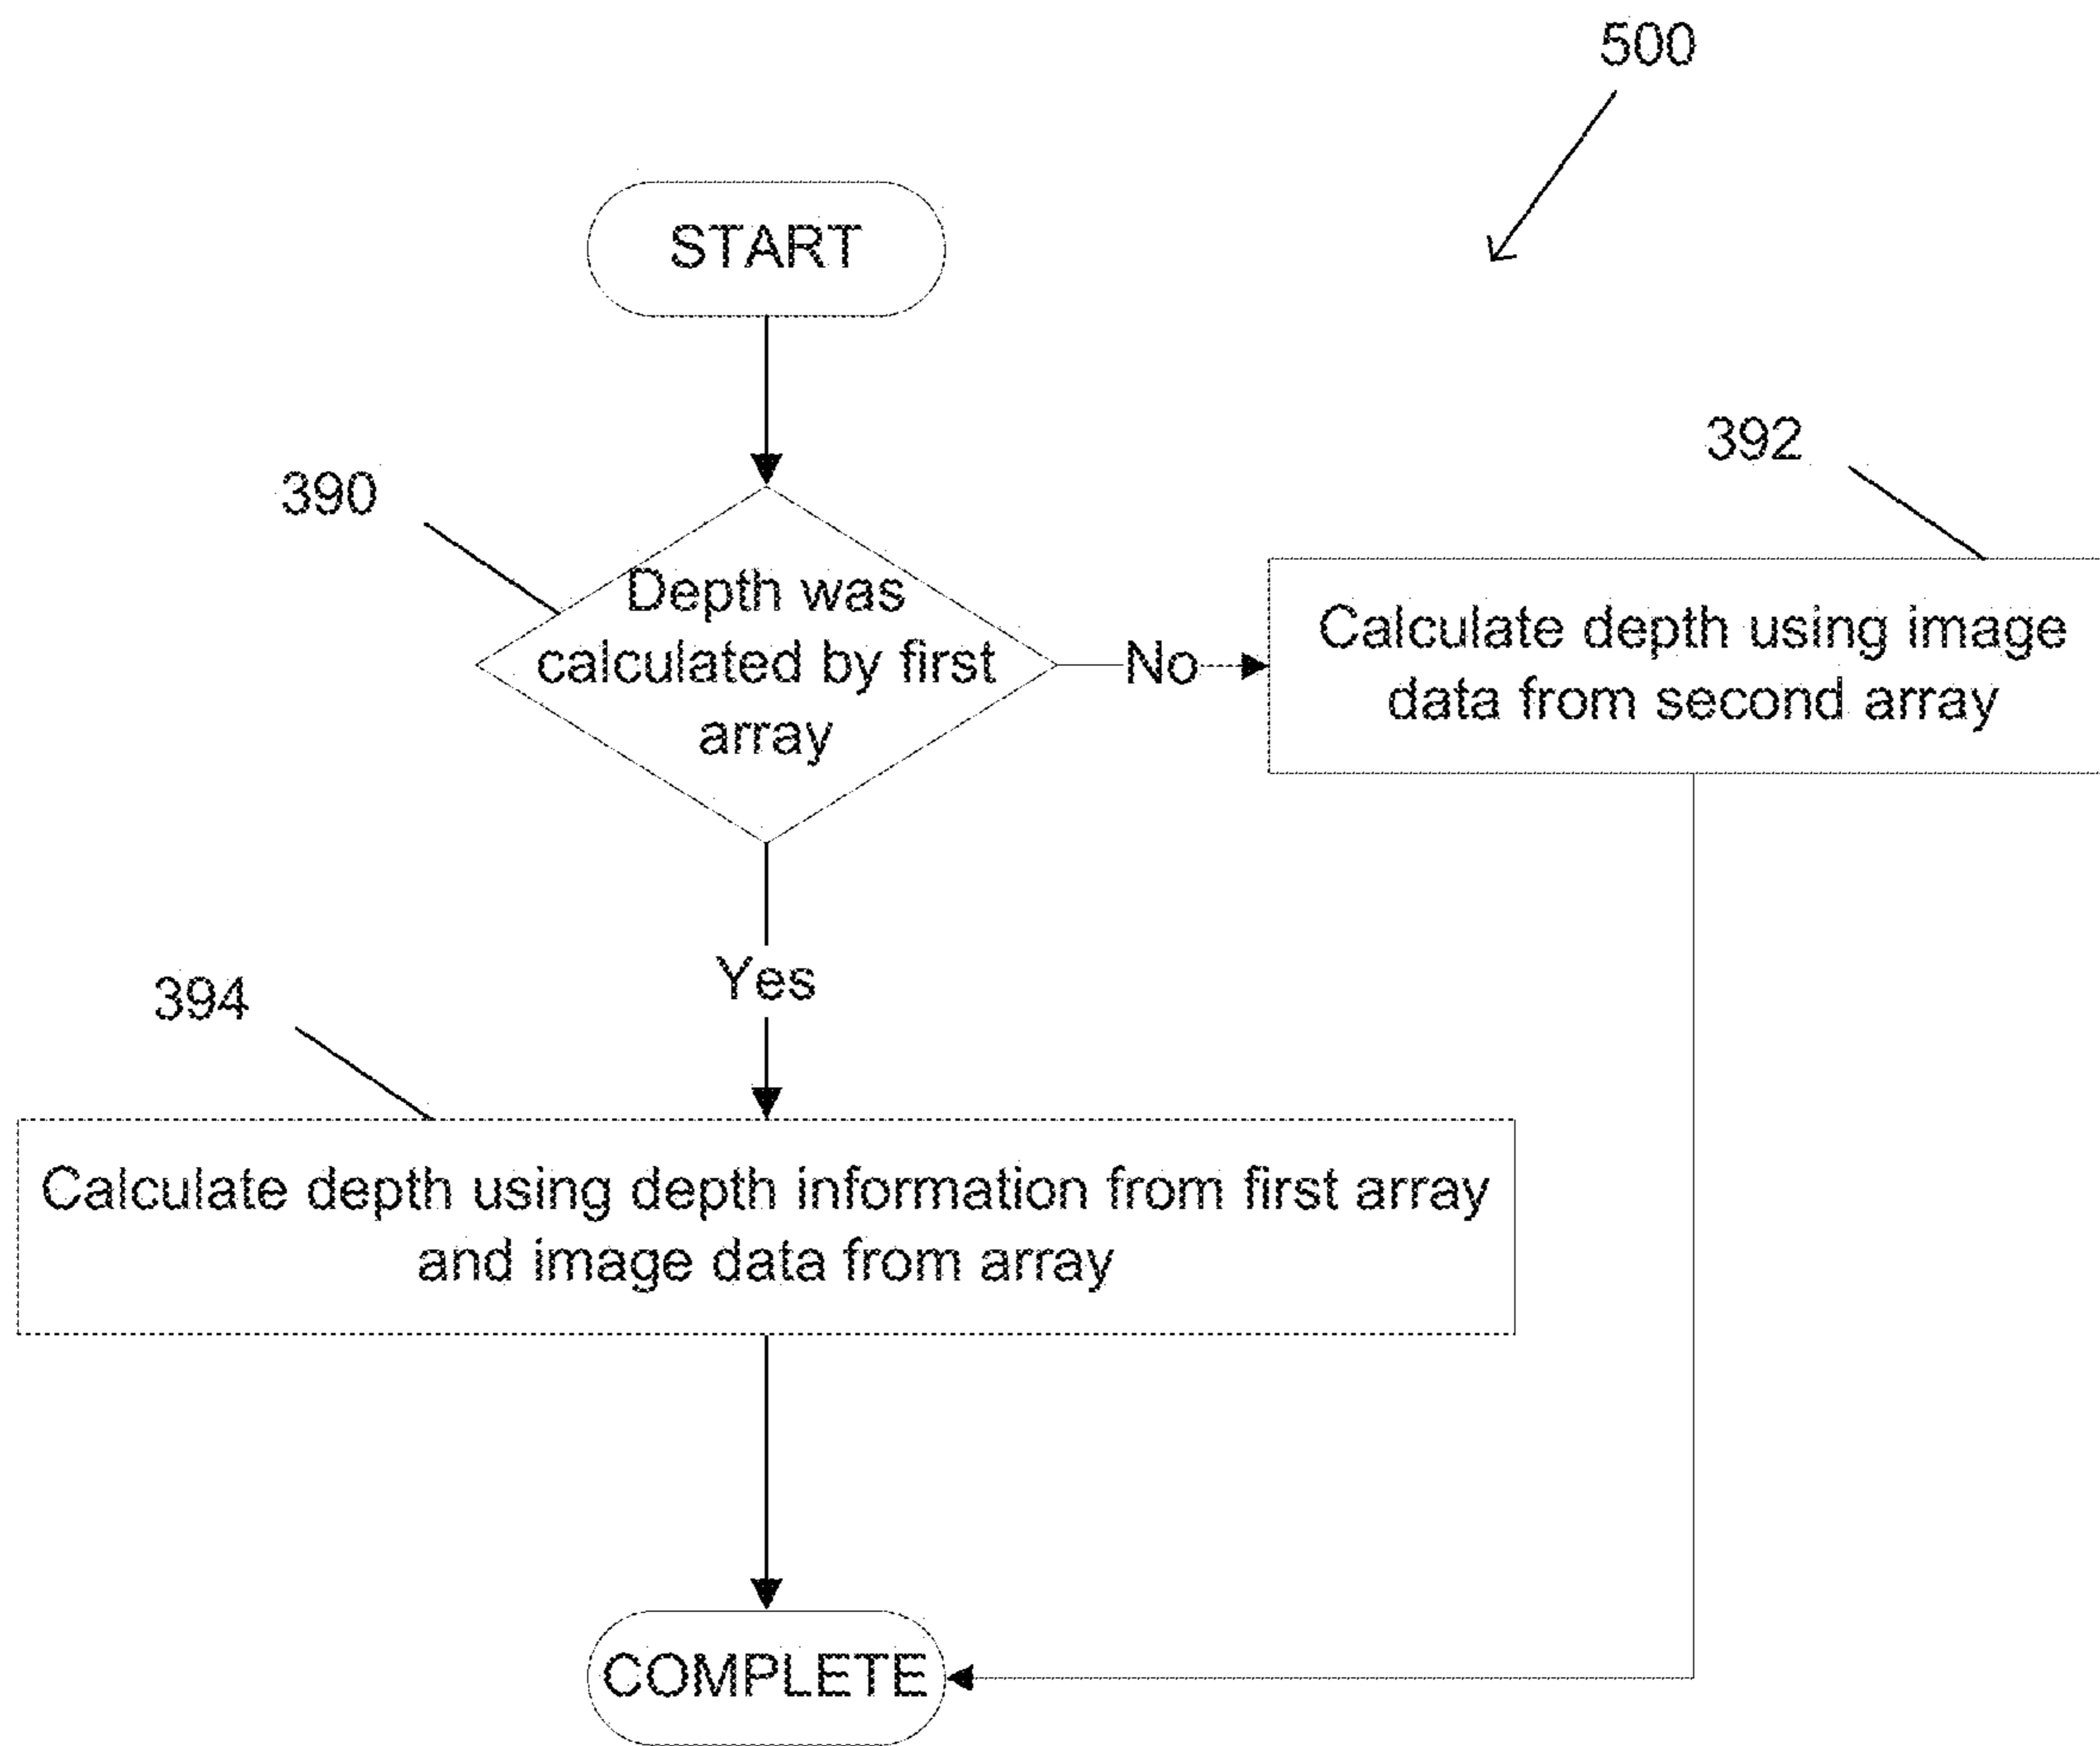 500
START
392
390
Depth was
calculated by first
array
No
Calculate depth using image
data from second array
Yes
394
Calculate depth using depth information from first array
and image data from array
COMPLETE